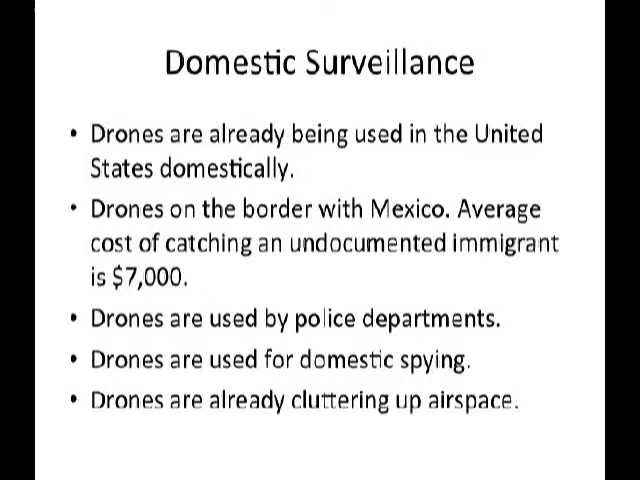 Domestic Surveillance
• Drones are already being used in the United
States domestically.
• Drones on the border with Mexico. Average
cost of catching an undocumented immigrant
is $7,000.
• Drones are used by police departments.
• Drones are used for domestic spying.
• Drones are already cluttering up airspace.